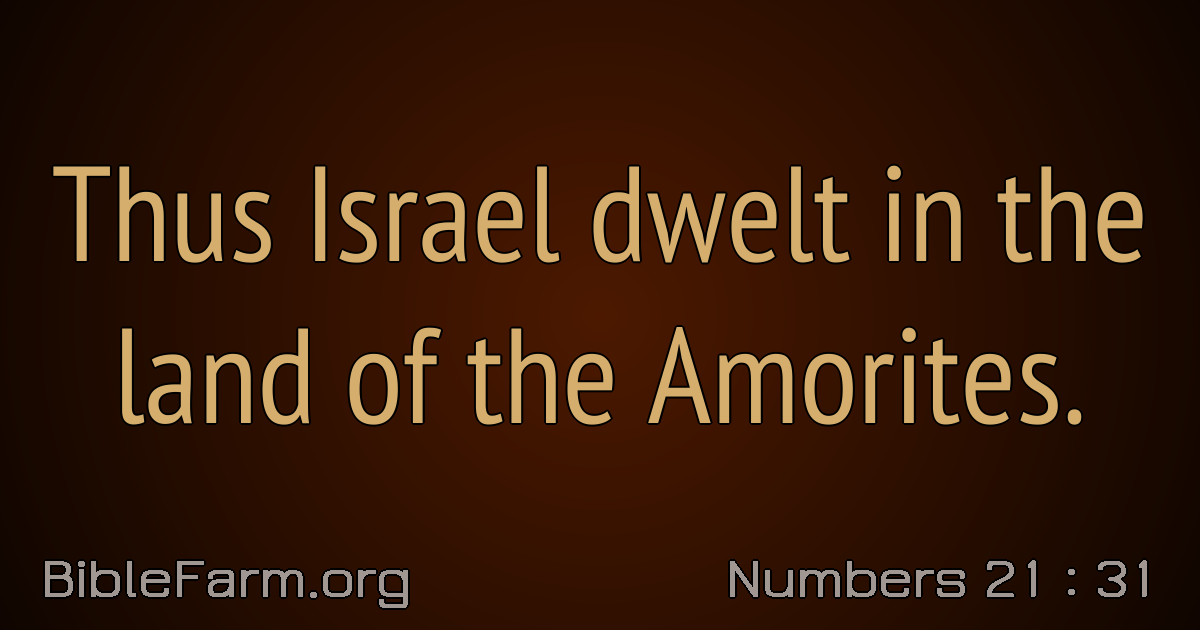 Thus Israel dwelt in the
land of the Amorites.
BibleFarm.org
Numbers 21 : 31